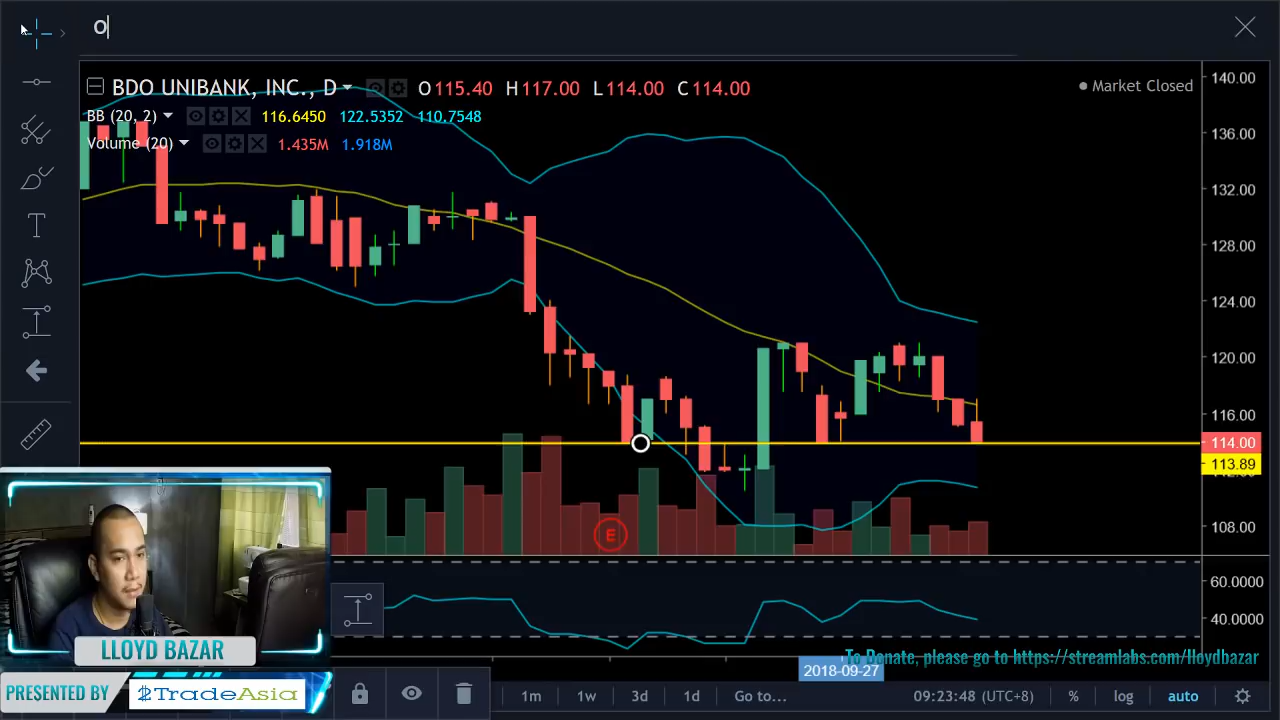 O
BDO UNIBANK, INC., D O 115.40 H 117.00 L 114.00 C 114.00
Market Closed
BB (20, 2) 116.6450 122.5352 110.7548
Volume (20) 1.435M 1.918M
140.00
136.00
132.00
128.00
124.00
120.00
116.00
114.00
113.89
108.00
E
60.0000
40.0000
T
LLOYD BAZAR
To Donate, please go to https://streamlabs.com/lloydbazar
2018-09-27
PRESENTED BY $TradeAsia
1m 1w 3d 1d Go to... 09:23:48 (UTC+8) % log auto